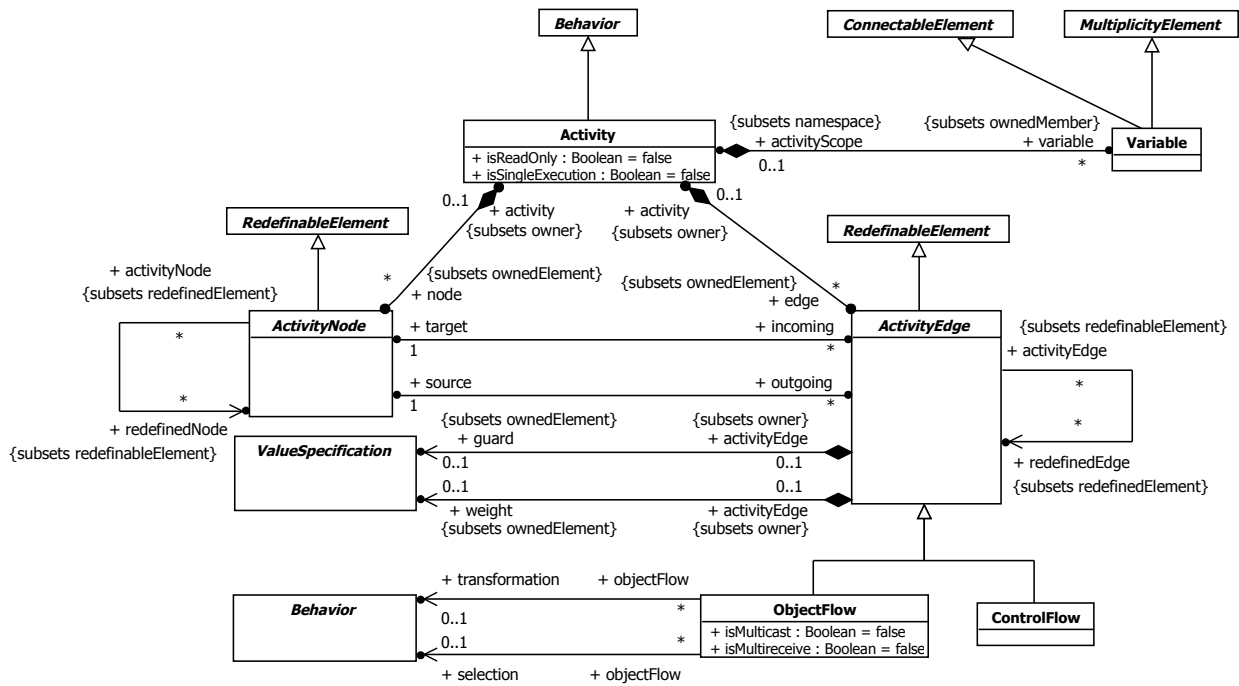 Behavior
ConnectableElement
MultiplicityElement
Activity
+ isReadOnly : Boolean = false
+ isSingleExecution : Boolean = false
{subsets namespace}
+ activityScope
0..1
{subsets ownedMember}
+ variable
*
Variable
0..1
+ activity
{subsets owner}
0..1
+ activity
{subsets owner}
RedefinableElement
RedefinableElement
+ activityNode
{subsets redefinedElement}
*
{subsets ownedElement}
+ node
{subsets ownedElement}
*
+ edge
ActivityNode
*
*
+ redefinedNode
{subsets redefinableElement}
+ target
1
+ incoming
*
+ source
1
+ outgoing
*
ActivityEdge
{subsets redefinableElement}
+ activityEdge
*
*
+ redefinedEdge
{subsets redefinedElement}
{subsets ownedElement}
+ guard
0..1
{subsets owner}
+ activityEdge
0..1
ValueSpecification
0..1
+ weight
{subsets ownedElement}
0..1
+ activityEdge
{subsets owner}
+ transformation
0..1
+ objectFlow
*
Behavior
0..1
+ selection
*
+ objectFlow
ObjectFlow
+ isMulticast : Boolean = false
+ isMultireceive : Boolean = false
ControlFlow